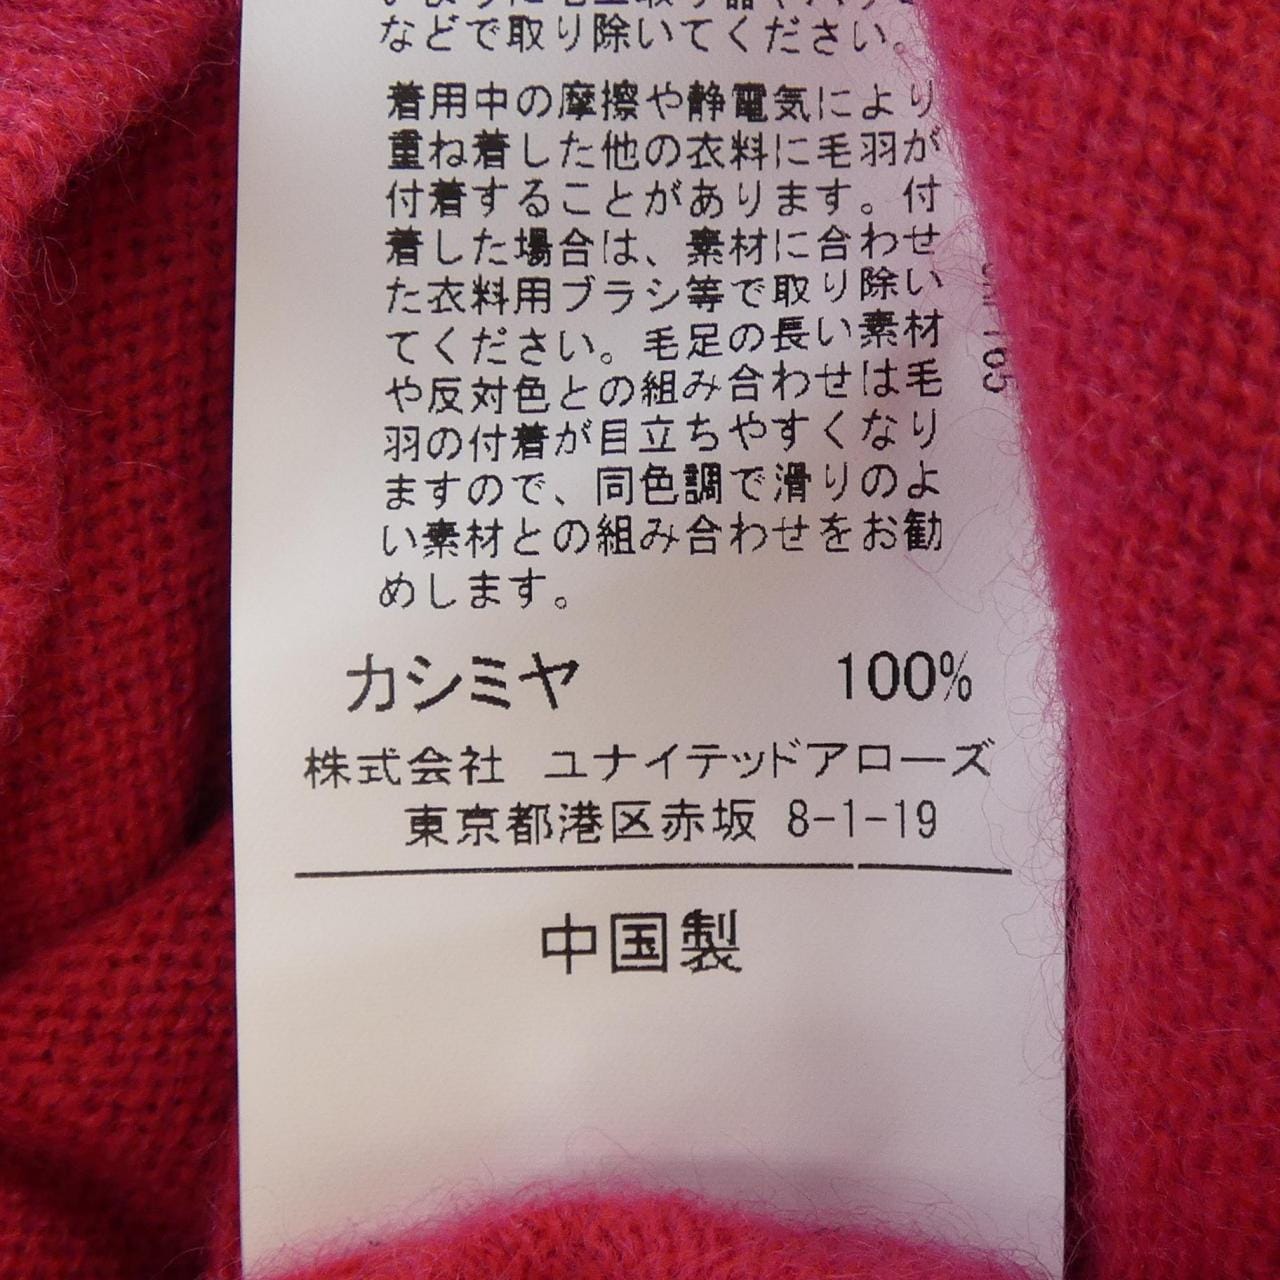 などで取り除いてください。
着用中の摩擦や静電気により
重ね着した他の衣料に毛羽が
付着することがあります。付
着した場合は、素材に合わせ
た衣料用ブラシ等で取り除い
てください。毛足の長い素材
や反対色との組み合わせは毛
羽の付着が目立ちやすくなり
ますので、同色調で滑りのよ
い素材との組み合わせをお勧
めします。
カシミヤ 100%
株式会社 ユナイテッドアローズ
東京都港区赤坂 8-1-19
中国製